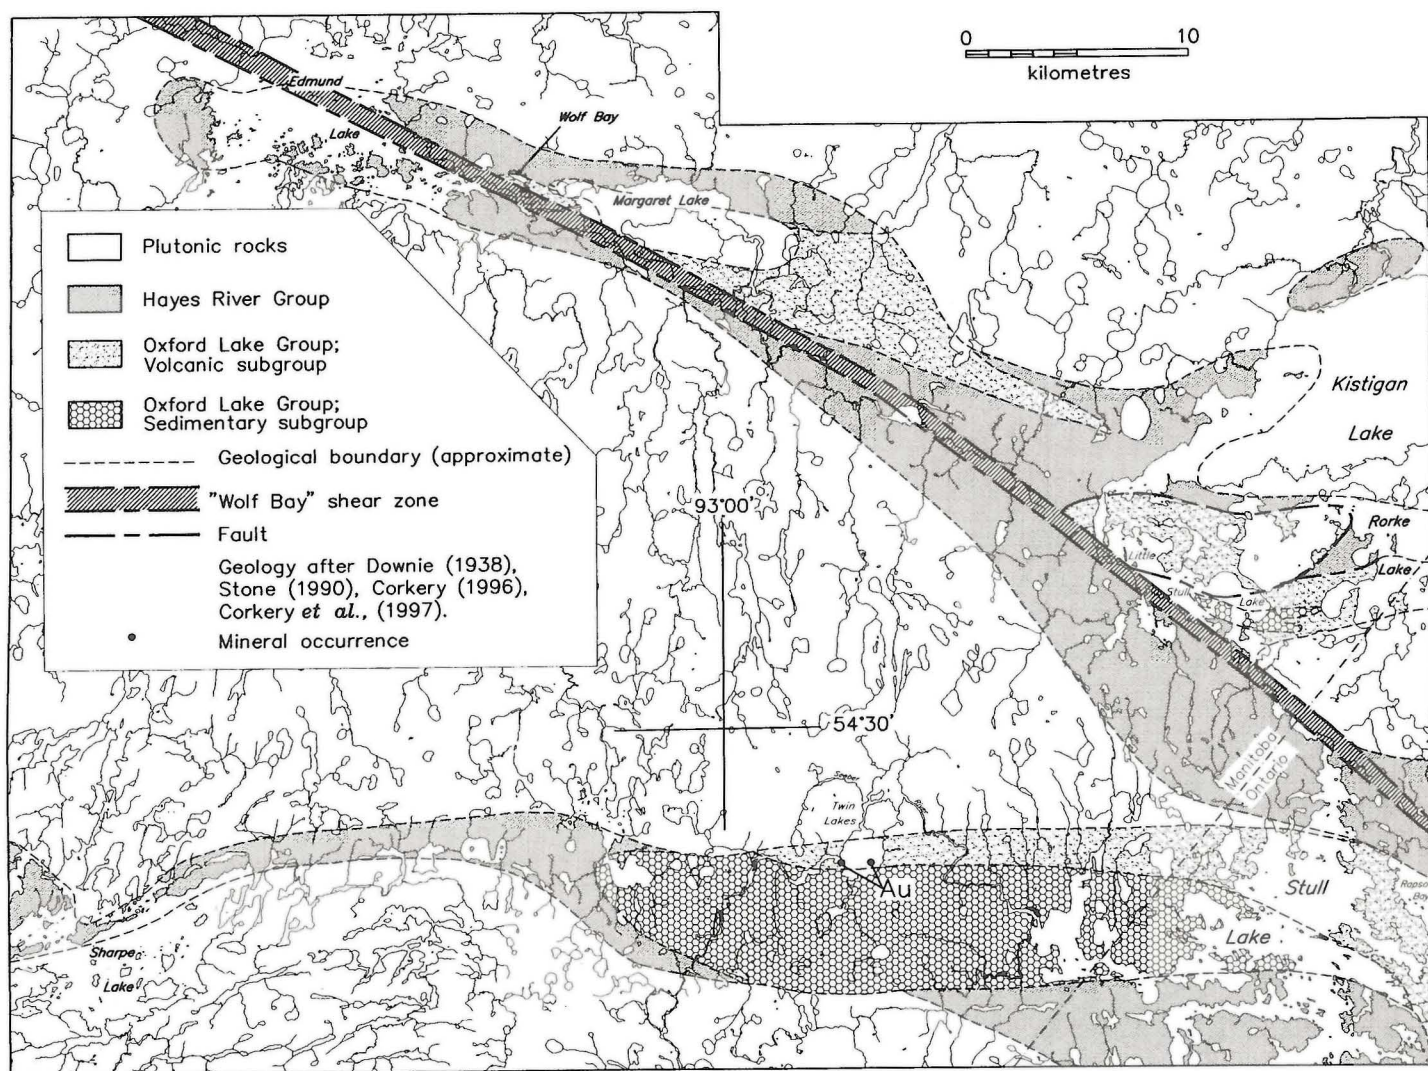 0 10
kilometres
Edmund
Lake
Wolf Bay
Margaret Lake
Plutonic rocks
Hayes River Group
Oxford Lake Group;
Volcanic subgroup
Oxford Lake Group;
Sedimentary subgroup
Geological boundary (approximate)
"Wolf Bay" shear zone
Fault
Geology after Downie (1938),
Stone (1990), Corkery (1996),
Corkery et al., (1997).
Mineral occurrence
Kistigan
Lake
93°00'
Rorke
Lake
Little
Stull
Lake
54°30'
Manitoba
Ontario
Twin
Lakes
Au
Stull
Lake
Sharpe
Lake